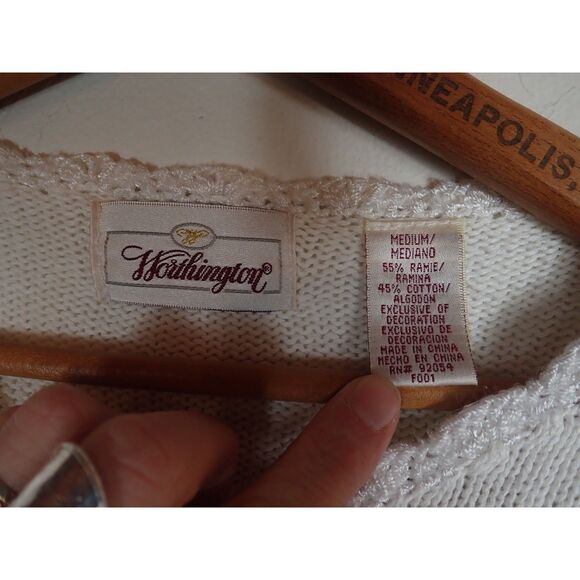 NNEAPOLIS,
Worthington®
MEDIUM/
MEDIANO
55% RAMIE/
RAMINA
45% COTTON/
ALGODON
EXCLUSIVE OF
DECORATION
EXCLUSIVO DE
DECORACION
MADE IN CHINA
HECHO EN CHINA
RN# 92054
F001